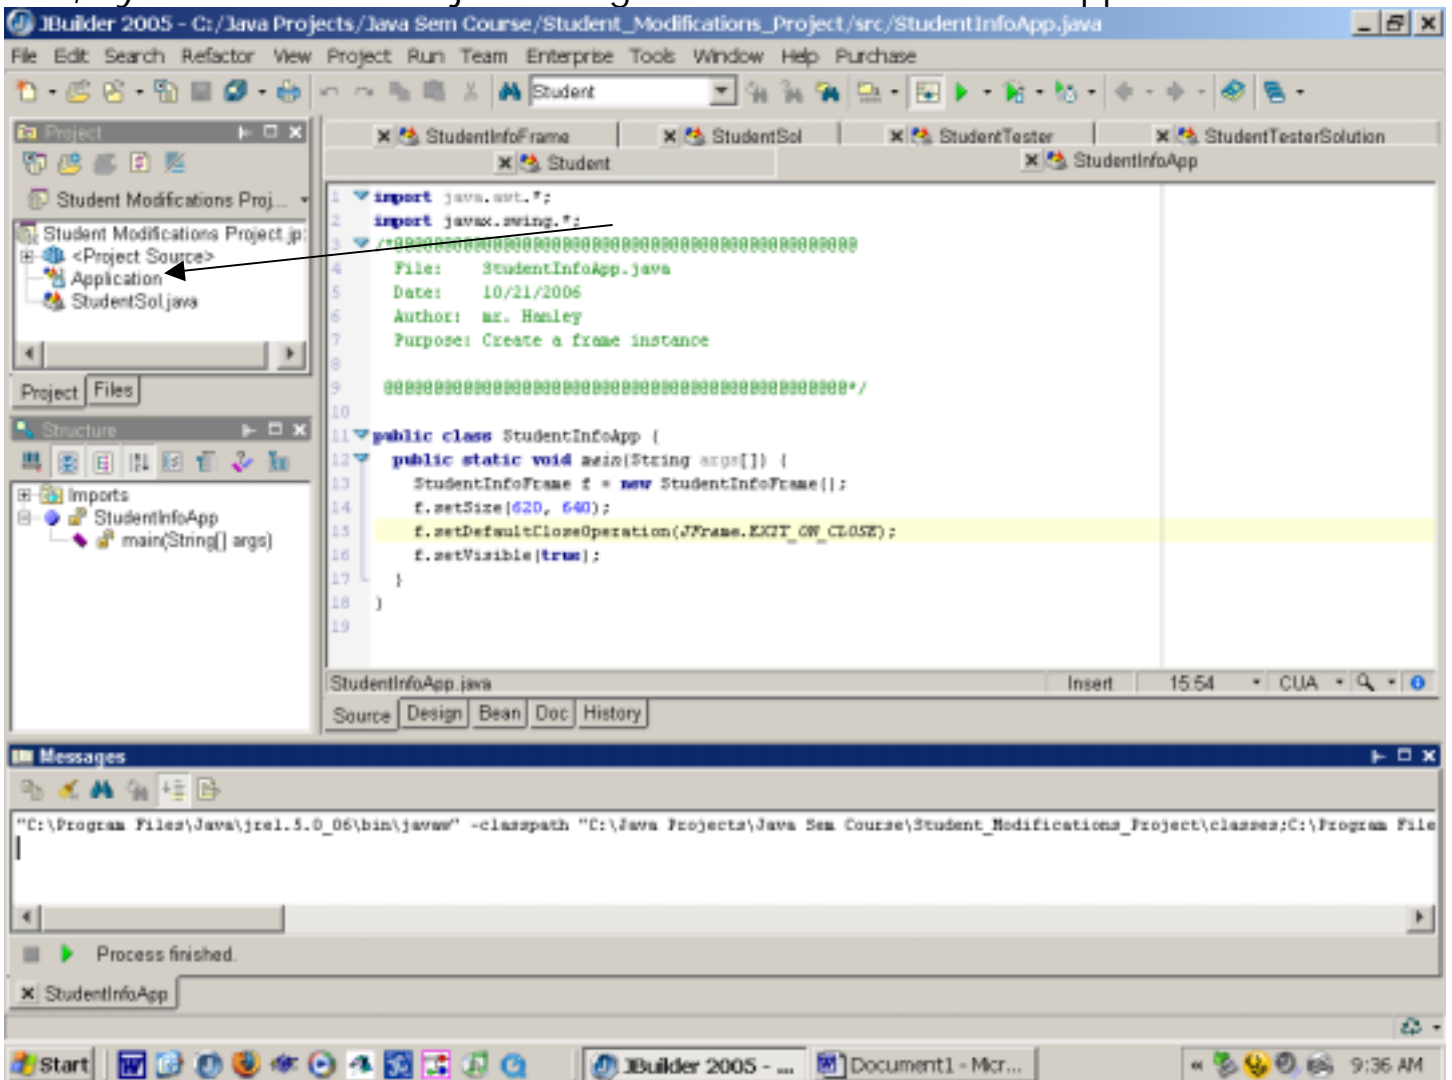 JBuilder 2005 - C:/Java Projects/Java Sem Course/Student_Modifications_Project/src/StudentInfoApp.java
File Edit Search Refactor View Project Run Team Enterprise Tools Window Help Purchase
Student
Project
StudentInfoFrame StudentSol StudentTester StudentTesterSolution
Student StudentInfoApp
Student Modifications Proj...
Student Modifications Project.jp
<Project Source>
Application
StudentSol.java
Project Files
Structure
Imports
StudentInfoApp
main(String[] args)
1 import java.awt.*;
2 import javax.swing.*;
3 /*@@@@@@@@@@@@@@@@@@@@@@@@@@@@@@@@@@@@@@@@@@@@@@@
4 File: StudentInfoApp.java
5 Date: 10/21/2006
6 Author: mr. Hanley
7 Purpose: Create a frame instance
8
9 @@@@@@@@@@@@@@@@@@@@@@@@@@@@@@@@@@@@@@@@@@@@@@@*/
10
11 public class StudentInfoApp {
12 public static void main(String args[]) {
13 StudentInfoFrame f = new StudentInfoFrame();
14 f.setSize(620, 640);
15 f.setDefaultCloseOperation(JFrame.EXIT_ON_CLOSE);
16 f.setVisible(true);
17 }
18 }
19
StudentInfoApp.java Insert 15:54 CUA
Source Design Bean Doc History
Messages
"C:\Program Files\Java\jre1.5.0_06\bin\javaw" -classpath "C:\Java Projects\Java Sem Course\Student_Modifications_Project\classes;C:\Program File
Process finished.
StudentInfoApp
Start JBuilder 2005 - ... Document1 - Micr... 9:36 AM